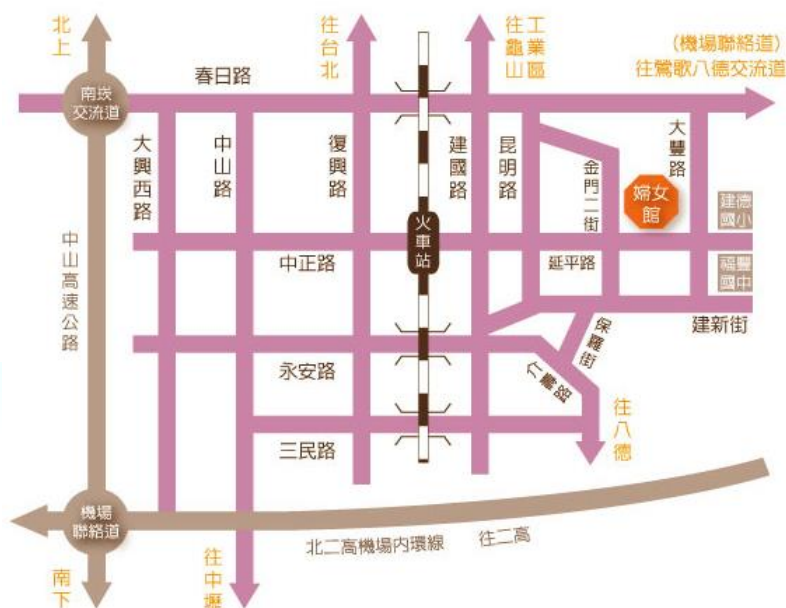 北上
往台北
往龜山
工業區
(機場聯絡道)
往鶯歌八德交流道
春日路
南崁
交流道
大興西路
中山路
復興路
建國路
昆明路
金門二街
大豐路
婦女
館
建德
國小
火車站
中正路
延平路
福豐
國中
中山高速公路
建新街
保羅街
永安路
介壽路
往八德
三民路
機場
聯絡道
北二高機場內環線
往二高
南下
往中壢